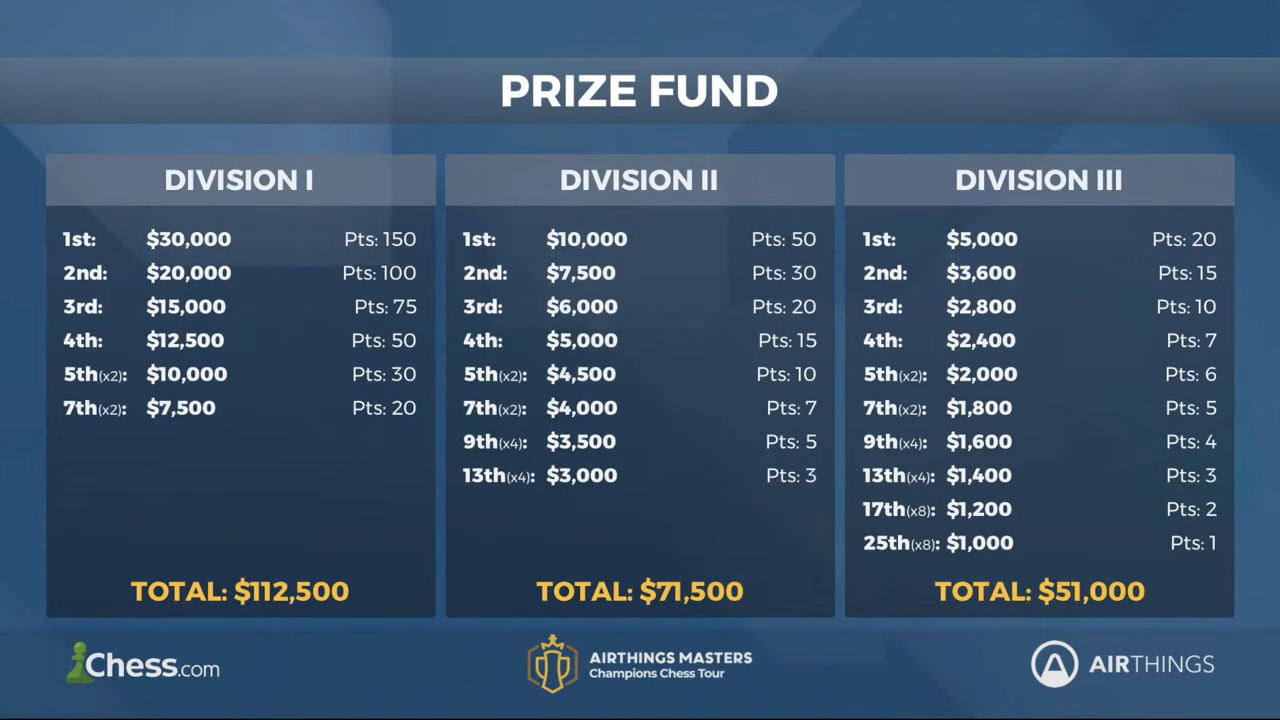 PRIZE FUND
DIVISION I
1st: $30,000 Pts: 150
2nd: $20,000 Pts: 100
3rd: $15,000 Pts: 75
4th: $12,500 Pts: 50
5th(x2): $10,000 Pts: 30
7th(x2): $7,500 Pts: 20
TOTAL: $112,500
DIVISION II
1st: $10,000 Pts: 50
2nd: $7,500 Pts: 30
3rd: $6,000 Pts: 20
4th: $5,000 Pts: 15
5th(x2): $4,500 Pts: 10
7th(x2): $4,000 Pts: 7
9th(x4): $3,500 Pts: 5
13th(x4): $3,000 Pts: 3
TOTAL: $71,500
DIVISION III
1st: $5,000 Pts: 20
2nd: $3,600 Pts: 15
3rd: $2,800 Pts: 10
4th: $2,400 Pts: 7
5th(x2): $2,000 Pts: 6
7th(x2): $1,800 Pts: 5
9th(x4): $1,600 Pts: 4
13th(x4): $1,400 Pts: 3
17th(x8): $1,200 Pts: 2
25th(x8): $1,000 Pts: 1
TOTAL: $51,000
Chess.com
AIRTHINGS MASTERS
Champions Chess Tour
AIRTHINGS